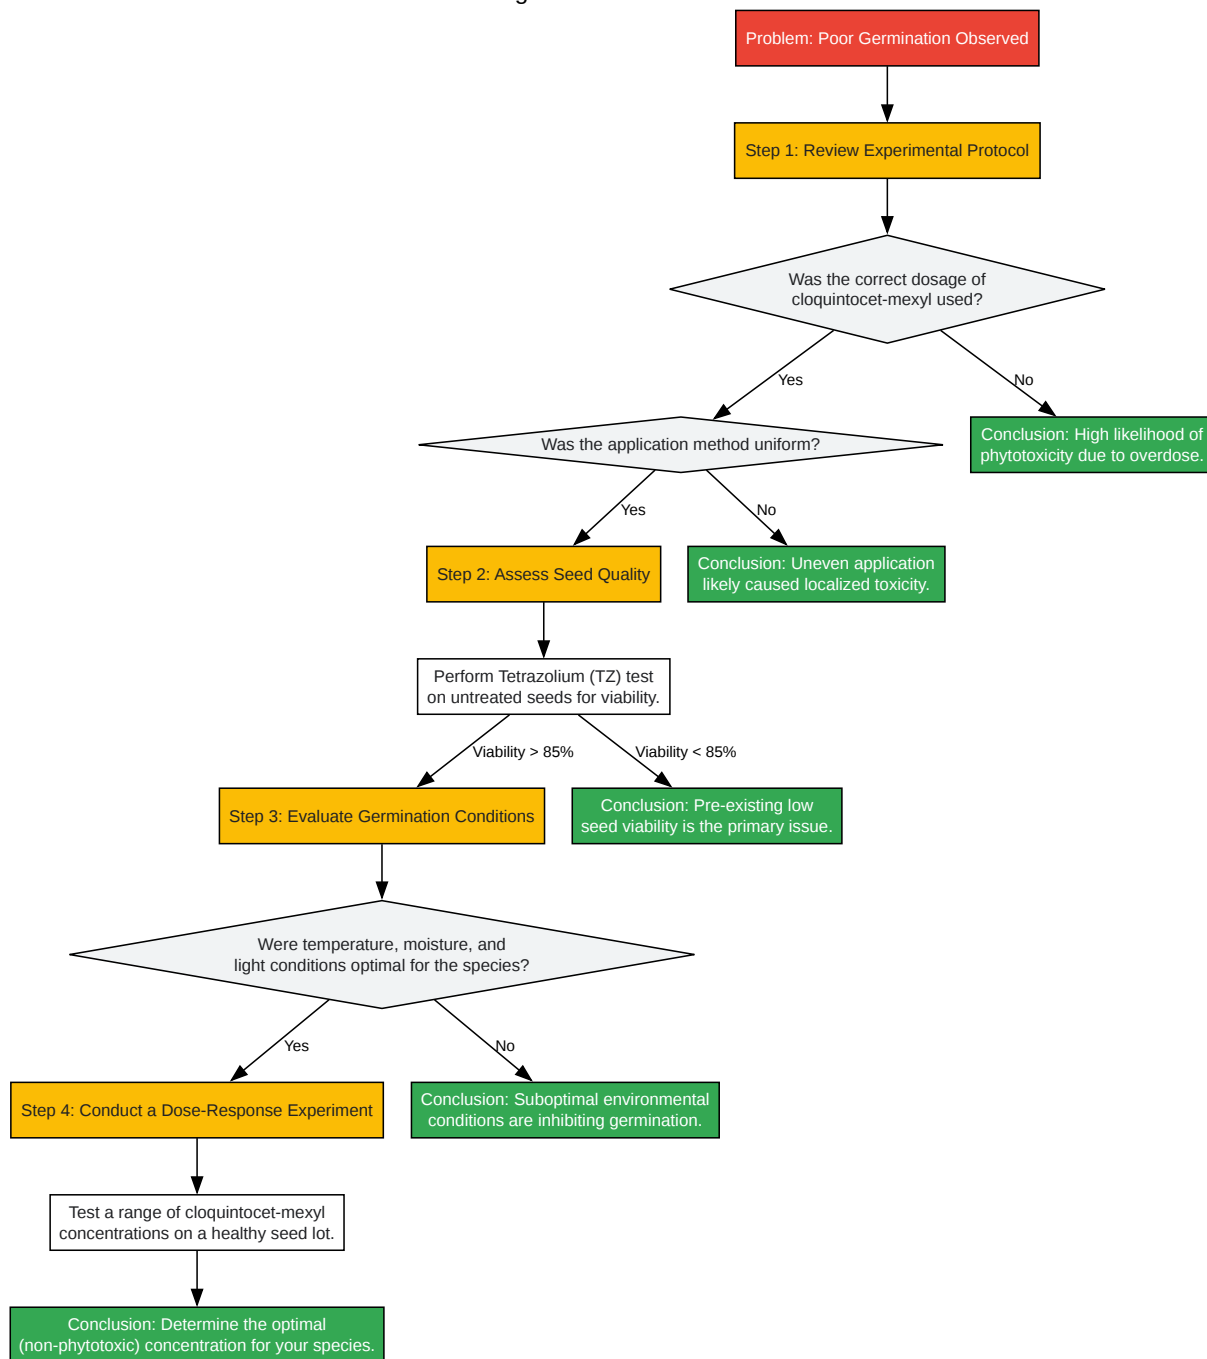 Problem: Poor Germination Observed
Step 1: Review Experimental Protocol
Was the correct dosage of
cloquintocet-mexyl used?
Yes
No
Was the application method uniform?
Conclusion: High likelihood of
phytotoxicity due to overdose.
Yes
No
Step 2: Assess Seed Quality
Conclusion: Uneven application
likely caused localized toxicity.
Perform Tetrazolium (TZ) test
on untreated seeds for viability.
Viability > 85%
Viability < 85%
Step 3: Evaluate Germination Conditions
Conclusion: Pre-existing low
seed viability is the primary issue.
Were temperature, moisture, and
light conditions optimal for the species?
Yes
No
Step 4: Conduct a Dose-Response Experiment
Conclusion: Suboptimal environmental
conditions are inhibiting germination.
Test a range of cloquintocet-mexyl
concentrations on a healthy seed lot.
Conclusion: Determine the optimal
(non-phytotoxic) concentration for your species.